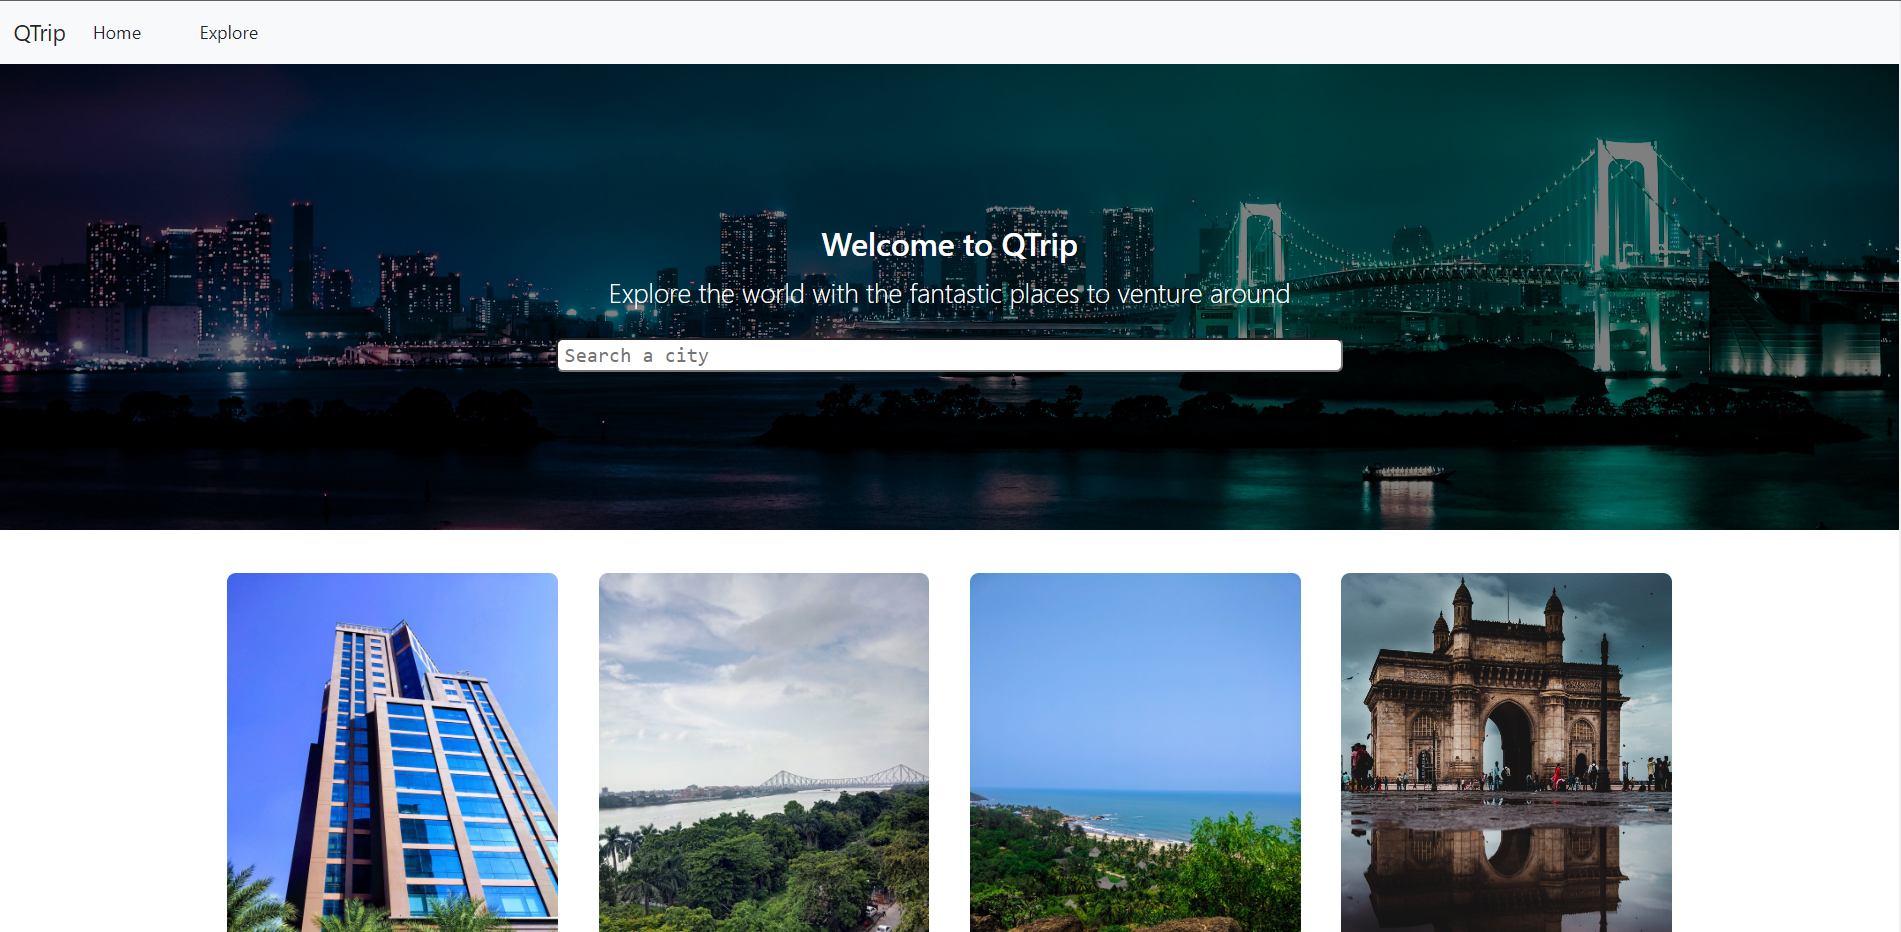 QTrip Home Explore
Welcome to QTrip
Explore the world with the fantastic places to venture around
Search a city